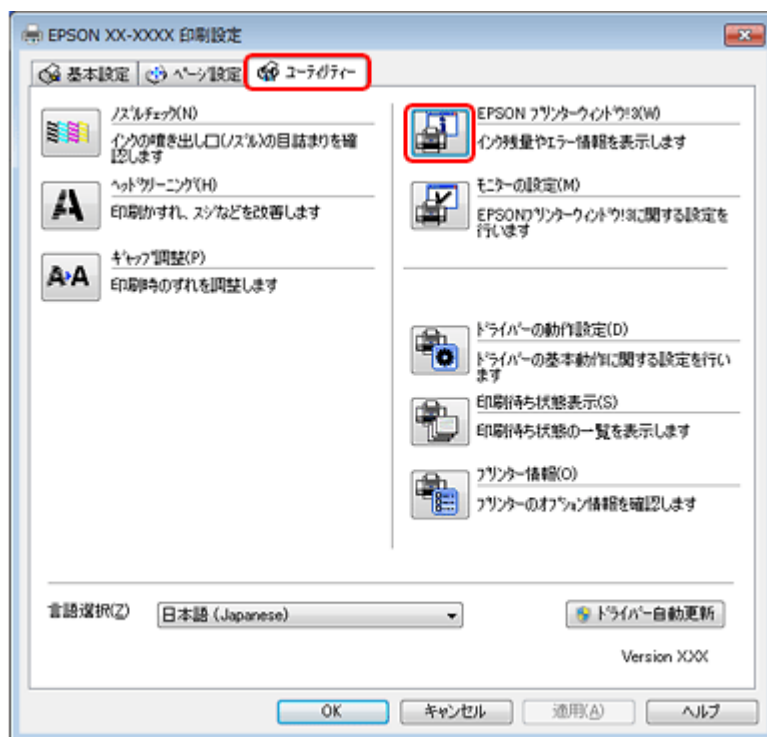 EPSON XX-XXXX 印刷設定
基本設定
ページ設定
ユーティリティー
ノズルチェック(N)
インクの噴き出し口(ノズル)の目詰まりを確
認します
ヘッドクリーニング(H)
印刷かすれ、スジなどを改善します
ギャップ調整(P)
印刷時のずれを調整します
EPSON プリンターウィンドウ!3(W)
インク残量やエラー情報を表示します
モニターの設定(M)
EPSONプリンターウィンドウ!3に関する設定を
行います
ドライバーの動作設定(D)
ドライバーの基本動作に関する設定を行い
ます
印刷待ち状態表示(S)
印刷待ち状態の一覧を表示します
プリンター情報(O)
プリンターのオプション情報を確認します
言語選択(Z)
日本語 (Japanese)
ドライバー自動更新
Version X.XX
OK
キャンセル
適用(A)
ヘルプ